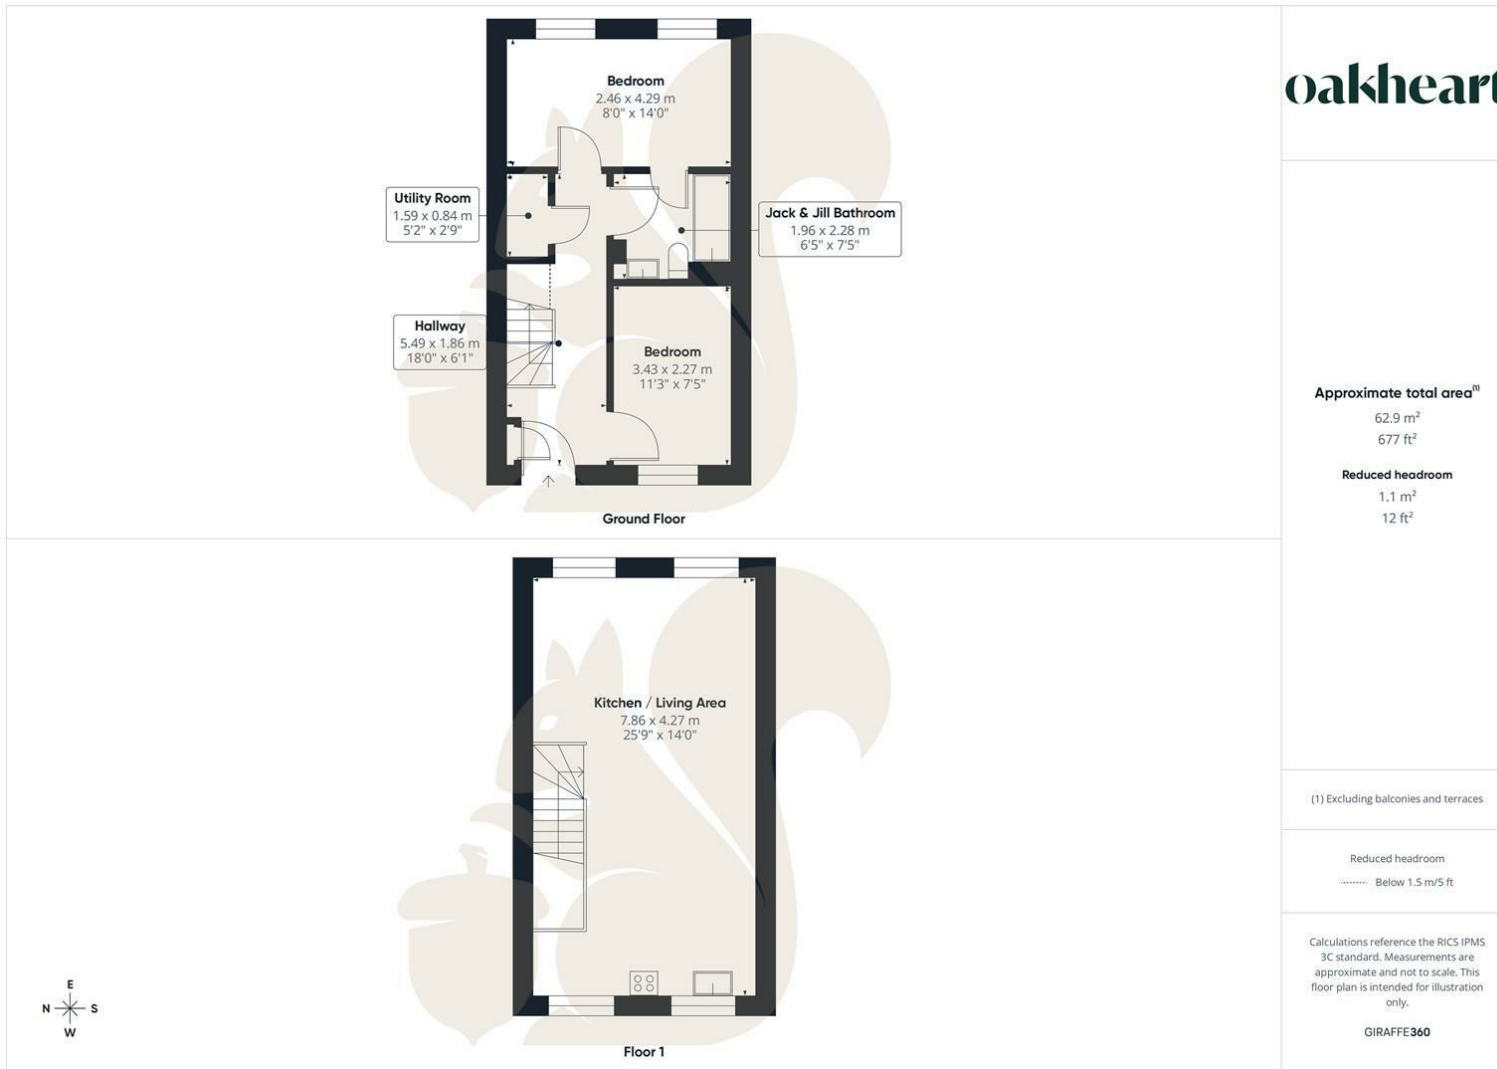 Bedroom
2.46 x 4.29 m
8'0" x 14'0"
Utility Room
1.59 x 0.84 m
5'2" x 2'9"
Jack & Jill Bathroom
1.96 x 2.28 m
6'5" x 7'5"
Hallway
5.49 x 1.86 m
18'0" x 6'1"
Bedroom
3.43 x 2.27 m
11'3" x 7'5"
Ground Floor
Kitchen / Living Area
7.86 x 4.27 m
25'9" x 14'0"
Floor 1
E
N S
W
oakheart
Approximate total area(1)
62.9 m²
677 ft²
Reduced headroom
1.1 m²
12 ft²
(1) Excluding balconies and terraces
Reduced headroom
Below 1.5 m/5 ft
Calculations reference the RICS IPMS
3C standard. Measurements are
approximate and not to scale. This
floor plan is intended for illustration
only.
GIRAFFE360